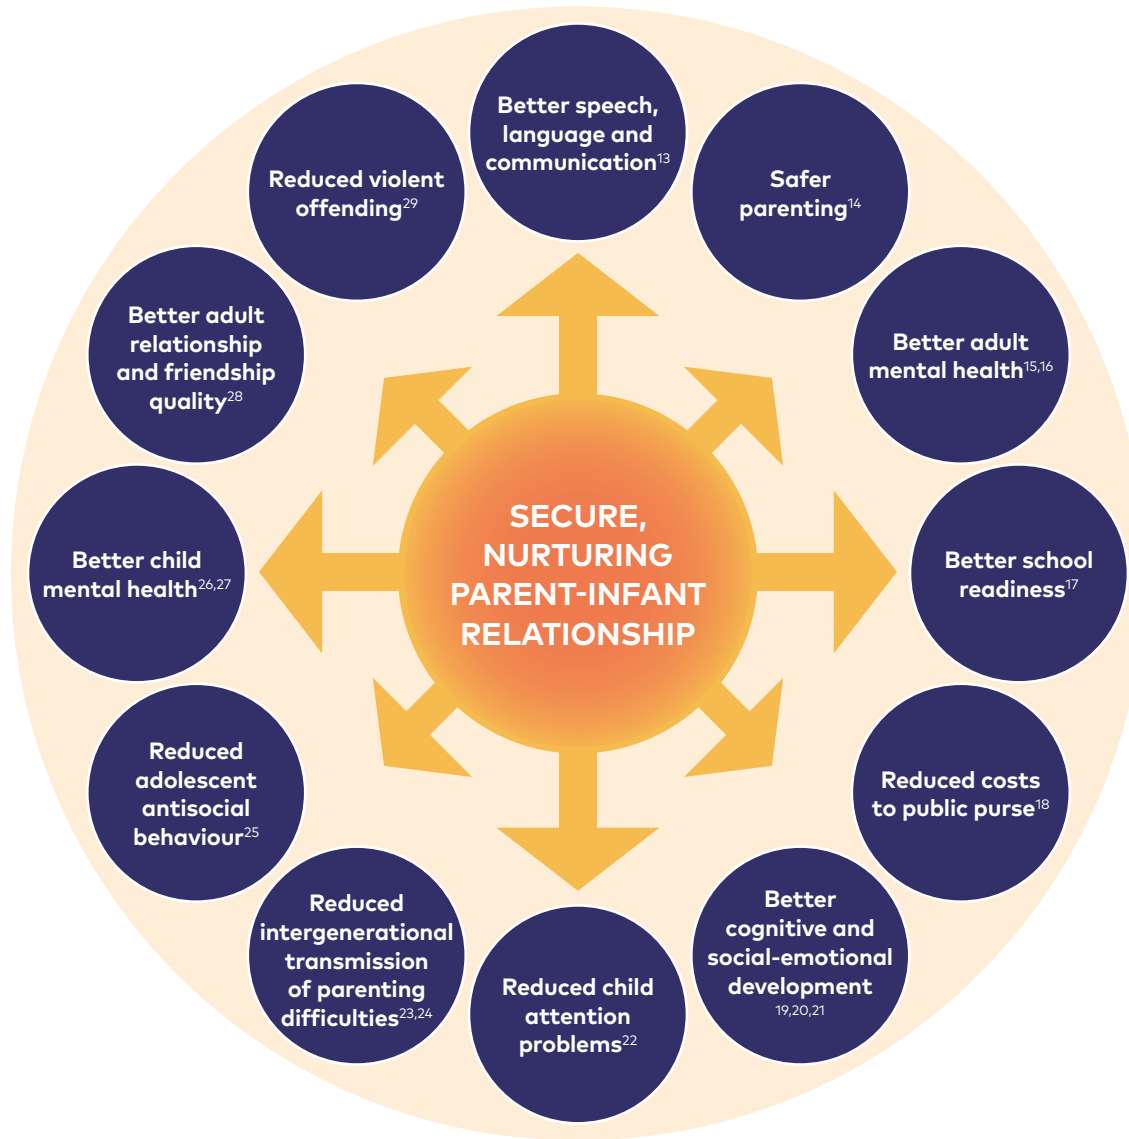 Better speech,
language and
communication13
Safer
parenting14
Better adult
mental health15,16
Better school
readiness17
Reduced costs
to public purse18
Better
cognitive and
social-emotional
development
19,20,21
Reduced child
attention
problems22
Reduced
intergenerational
transmission
of parenting
difficulties23,24
Reduced
adolescent
antisocial
behaviour25
Better child
mental health26,27
Better adult
relationship
and friendship
quality28
Reduced violent
offending29
SECURE,
NURTURING
PARENT-INFANT
RELATIONSHIP